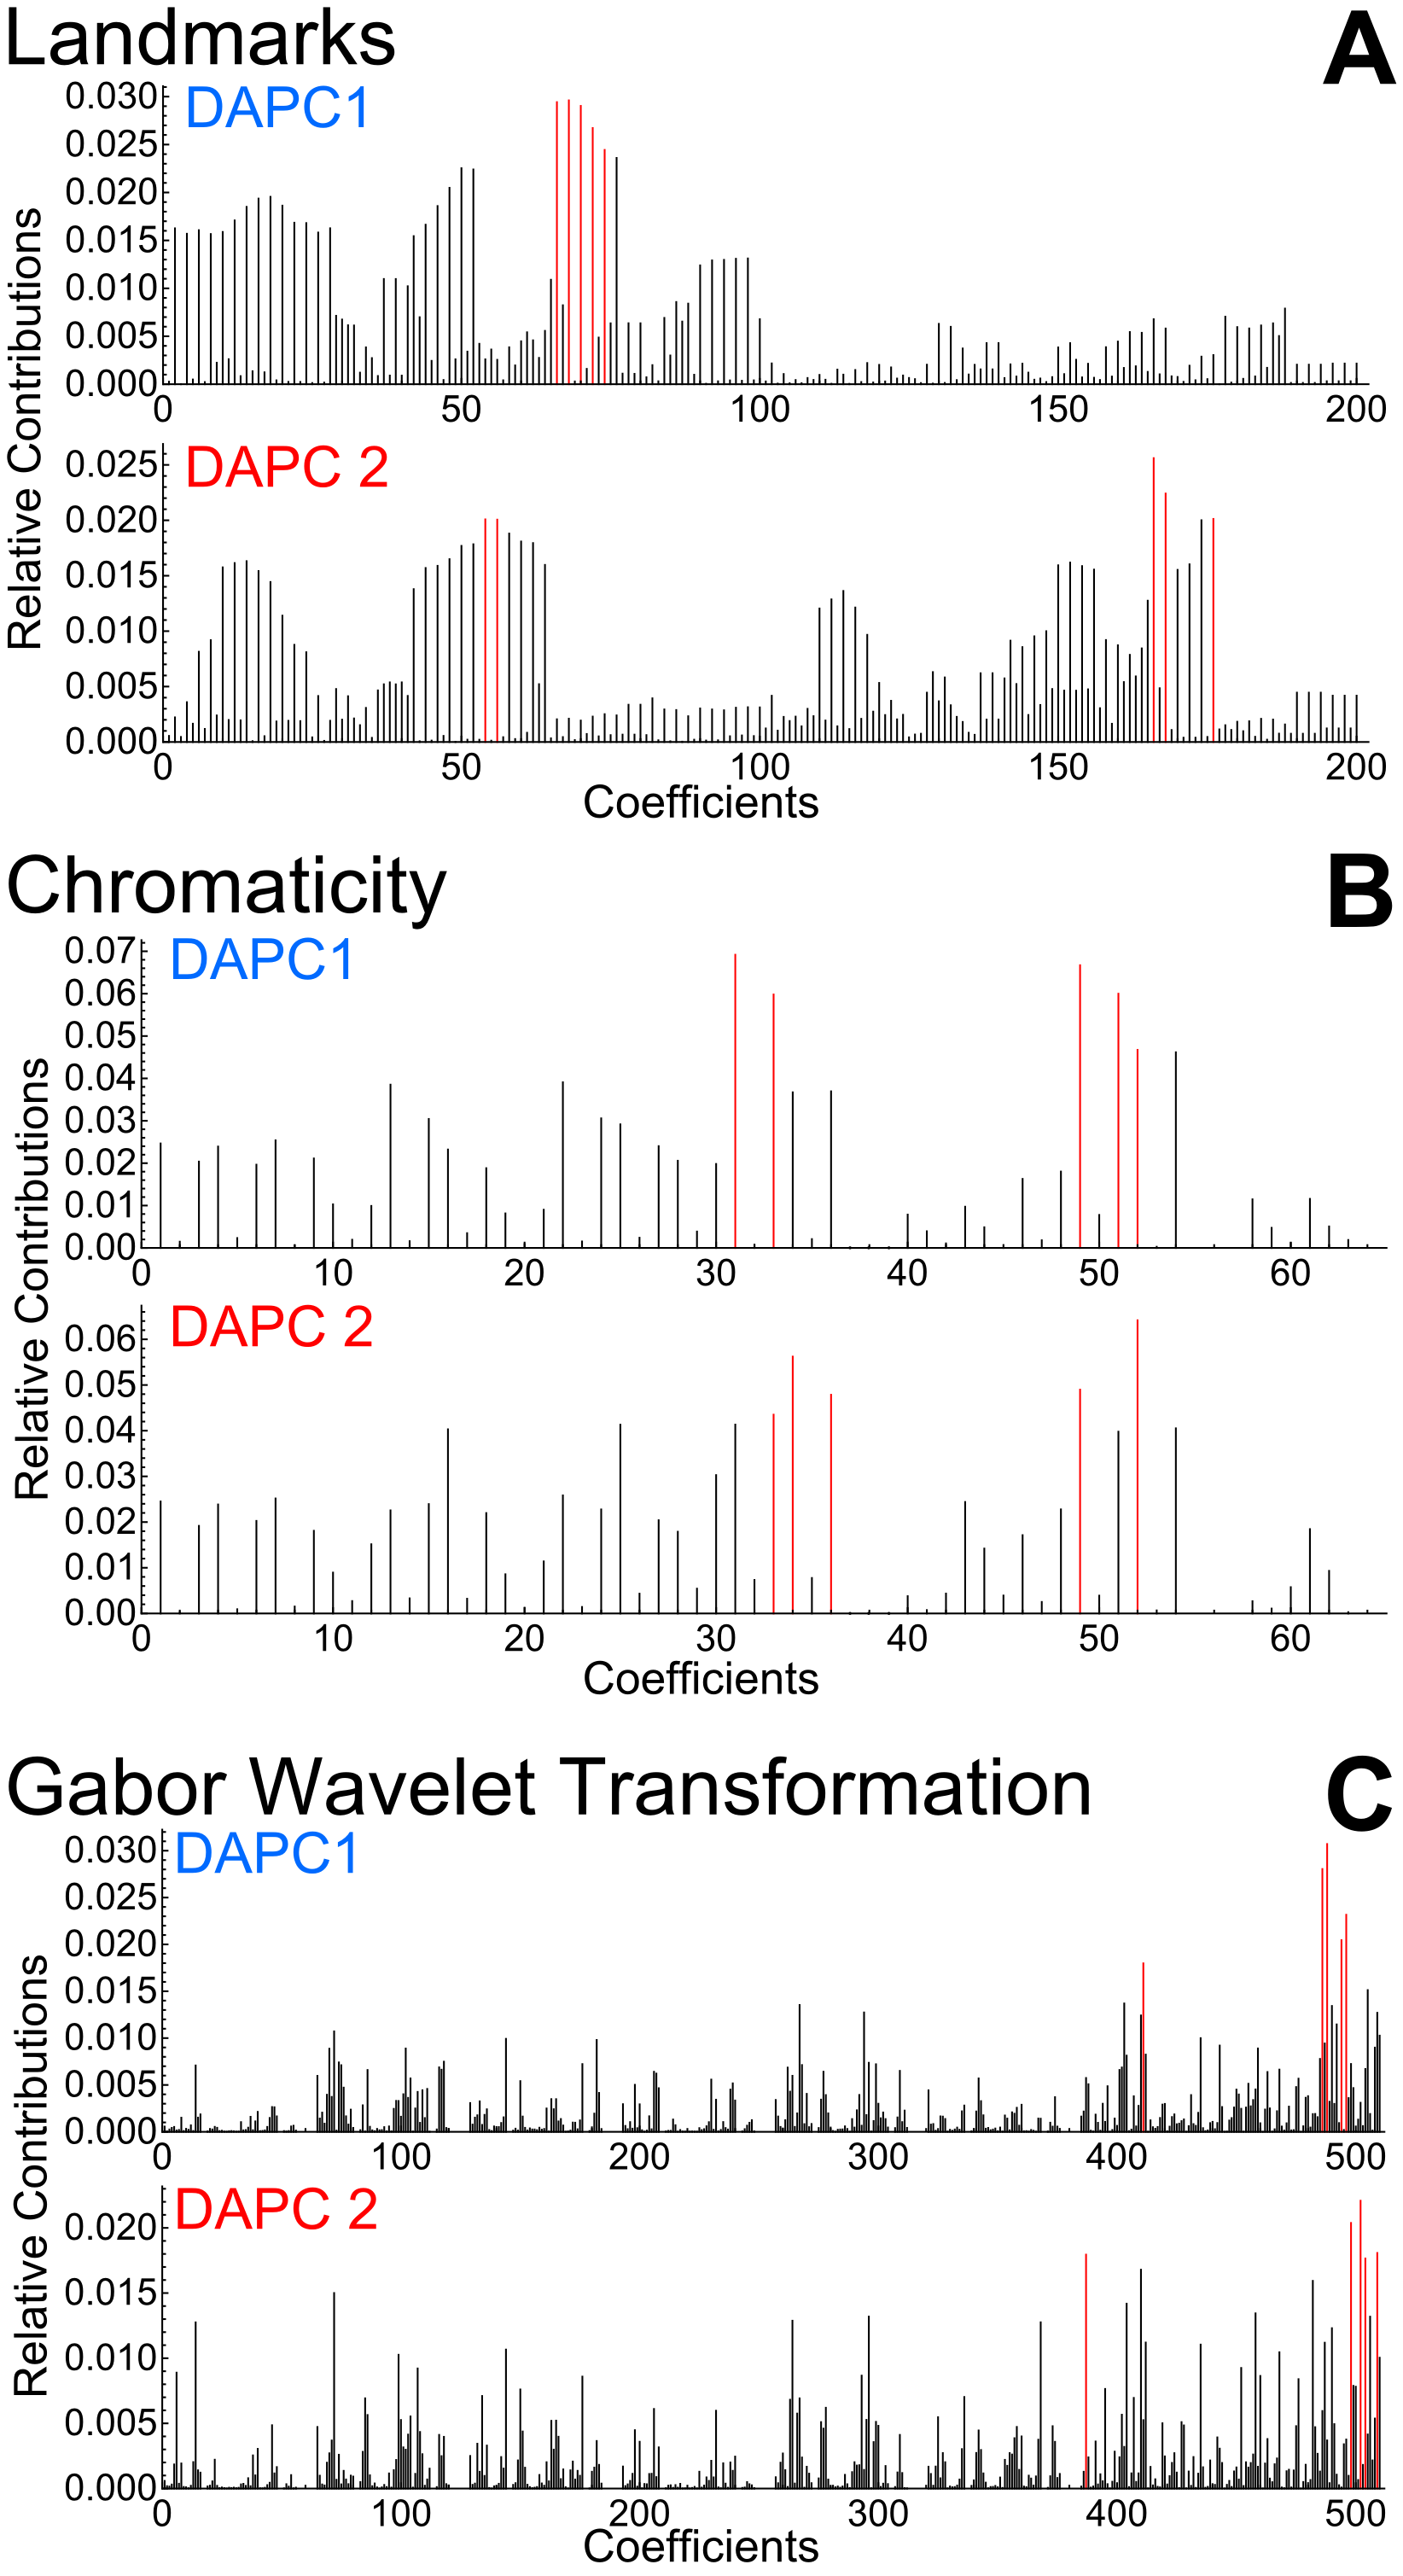 Landmarks
A
DAPC1
0.030
0.025
0.020
0.015
0.010
0.005
0.000
0 50 100 150 200
Relative Contributions
DAPC 2
0.025
0.020
0.015
0.010
0.005
0.000
0 50 100 150 200
Coefficients
Chromaticity
B
DAPC1
0.07
0.06
0.05
0.04
0.03
0.02
0.01
0.00
0 10 20 30 40 50 60
Relative Contributions
DAPC 2
0.06
0.05
0.04
0.03
0.02
0.01
0.00
0 10 20 30 40 50 60
Coefficients
Gabor Wavelet Transformation
C
DAPC1
0.030
0.025
0.020
0.015
0.010
0.005
0.000
0 100 200 300 400 500
Relative Contributions
DAPC 2
0.020
0.015
0.010
0.005
0.000
0 100 200 300 400 500
Coefficients